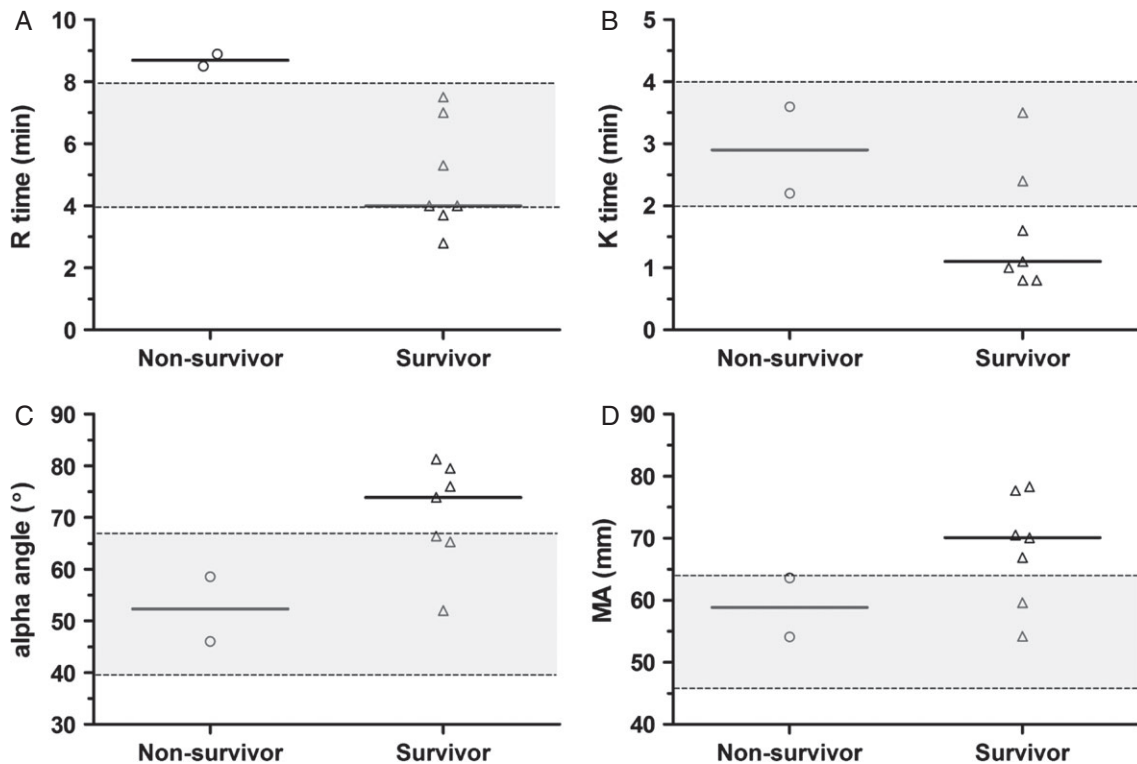 A
R time (min)
10
8
6
4
2
0
Non-survivor Survivor
B
K time (min)
5
4
3
2
1
0
Non-survivor Survivor
C
alpha angle (°)
90
80
70
60
50
40
30
Non-survivor Survivor
D
MA (mm)
90
80
70
60
50
40
Non-survivor Survivor